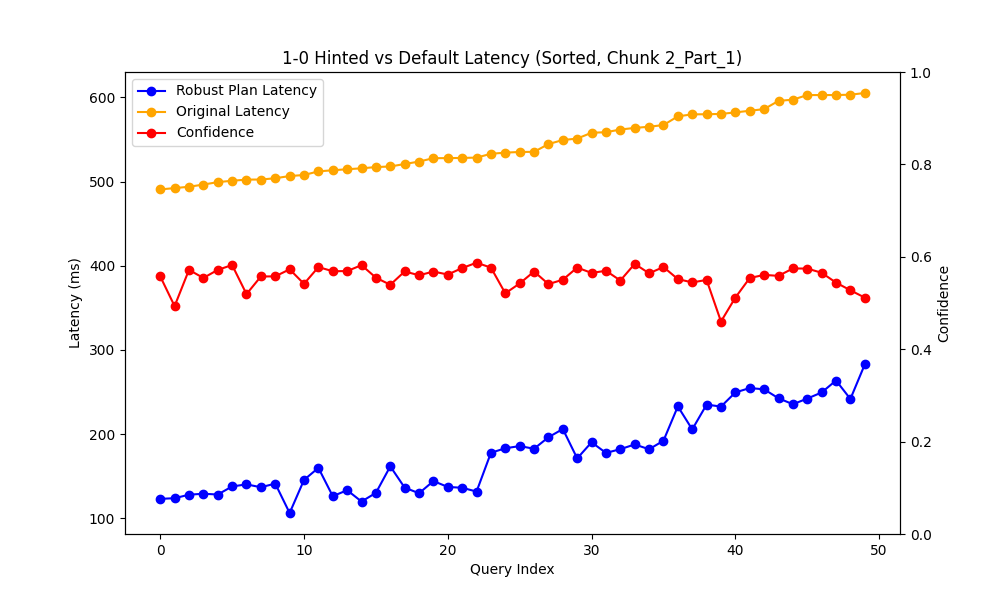 1-0 Hinted vs Default Latency (Sorted, Chunk 2_Part_1)
Robust Plan Latency
Original Latency
Confidence
Latency (ms)
600
500
400
300
200
100
1.0
0.8
0.6
0.4
0.2
0.0
Confidence
0 10 20 30 40 50
Query Index